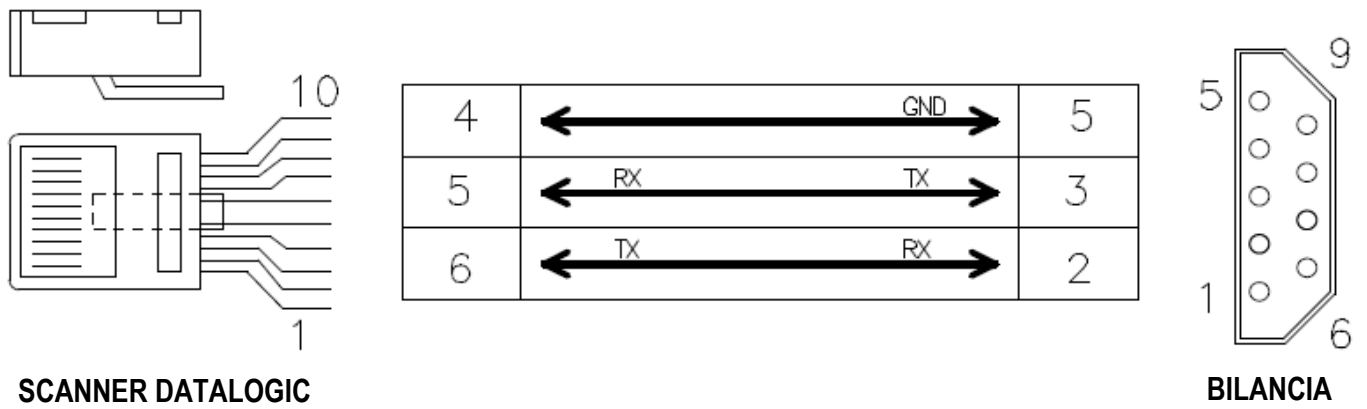 10
1
4 GND 5
5 RX TX 3
6 TX RX 2
9
5
1
6
SCANNER DATALOGIC
BILANCIA